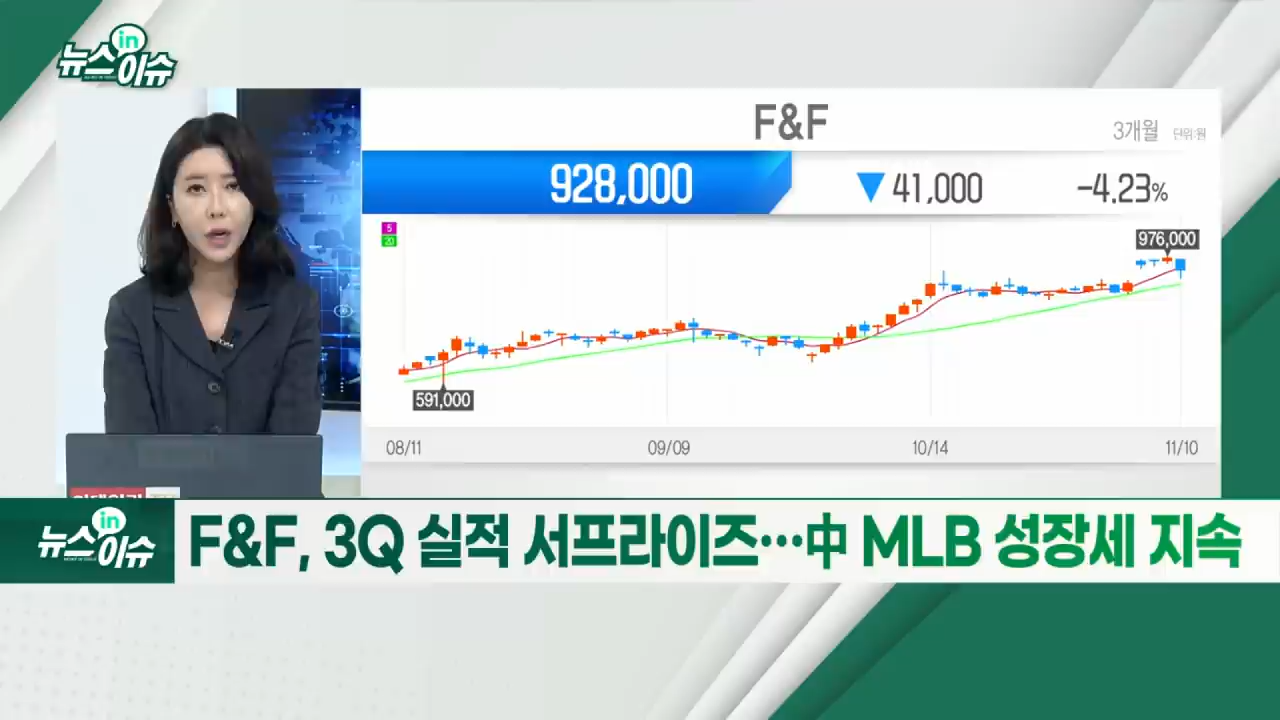 뉴스in이슈
F&F
3개월 단위:원
928,000 ▼41,000 -4.23%
5
20
976,000
591,000
08/11 09/09 10/14 11/10
뉴스in이슈
F&F, 3Q 실적 서프라이즈…中 MLB 성장세 지속